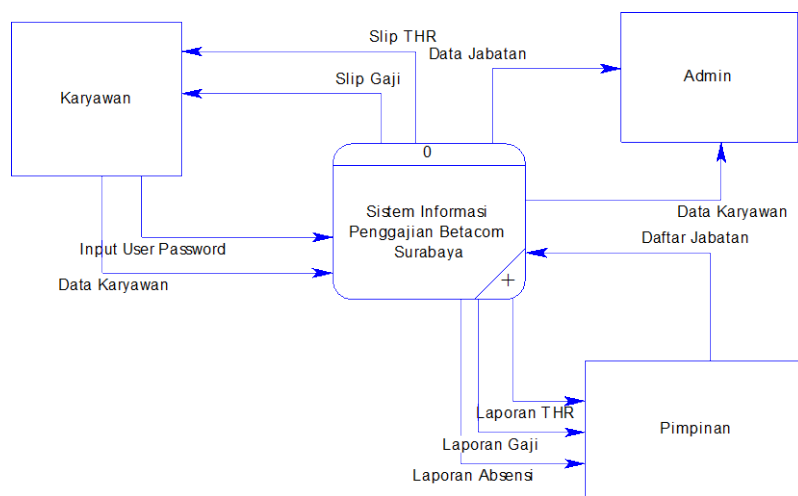 Slip THR
Data Jabatan
Slip Gaji
Karyawan
Admin
0
Sistem Informasi
Penggajian Betacom
Surabaya
+
Data Karyawan
Input User Password
Daftar Jabatan
Data Karyawan
Laporan THR
Laporan Gaji
Laporan Absensi
Pimpinan